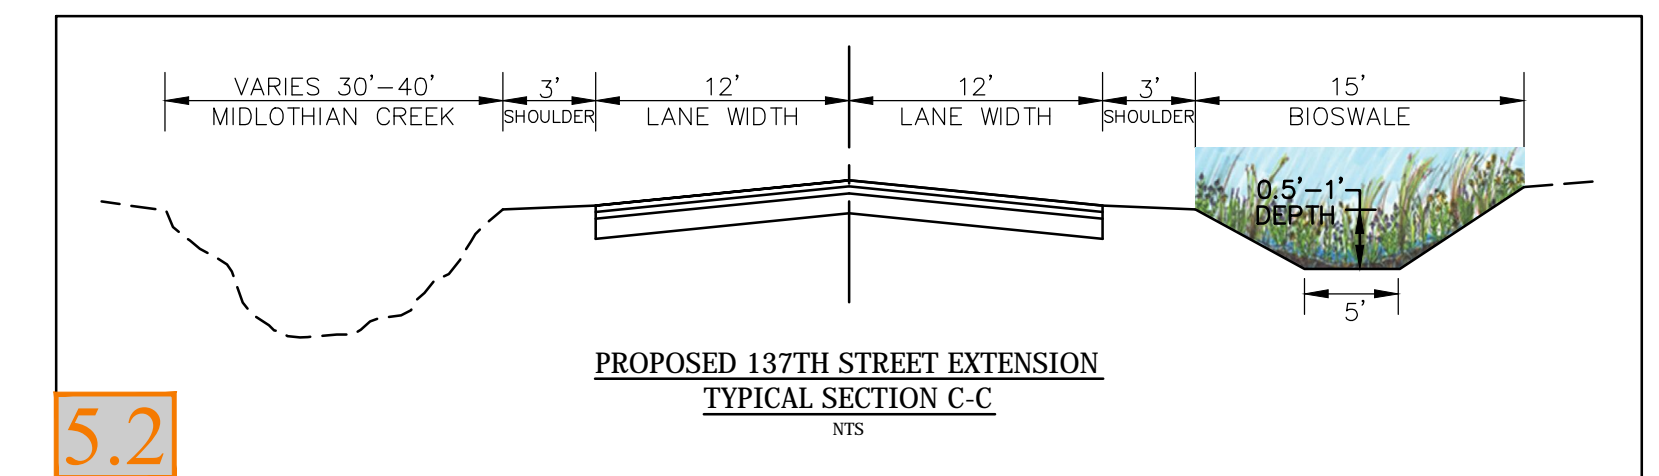 VARIES 30'-40'
MIDLOTHIAN CREEK
3'
SHOULDER
12'
LANE WIDTH
12'
LANE WIDTH
3'
SHOULDER
15'
BIOSWALE
0.5'-1'
DEPTH
5'
PROPOSED 137TH STREET EXTENSION
TYPICAL SECTION C-C
NTS
5.2